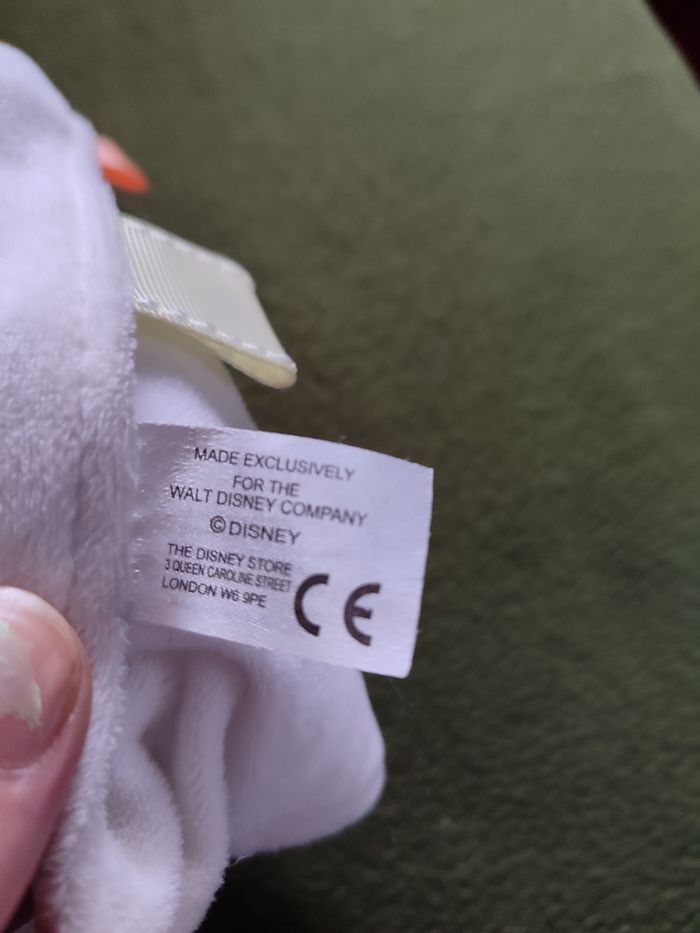 MADE EXCLUSIVELY
FOR THE
WALT DISNEY COMPANY
©DISNEY
THE DISNEY STORE
3 QUEEN CAROLINE STREET
LONDON W6 9PE
CE